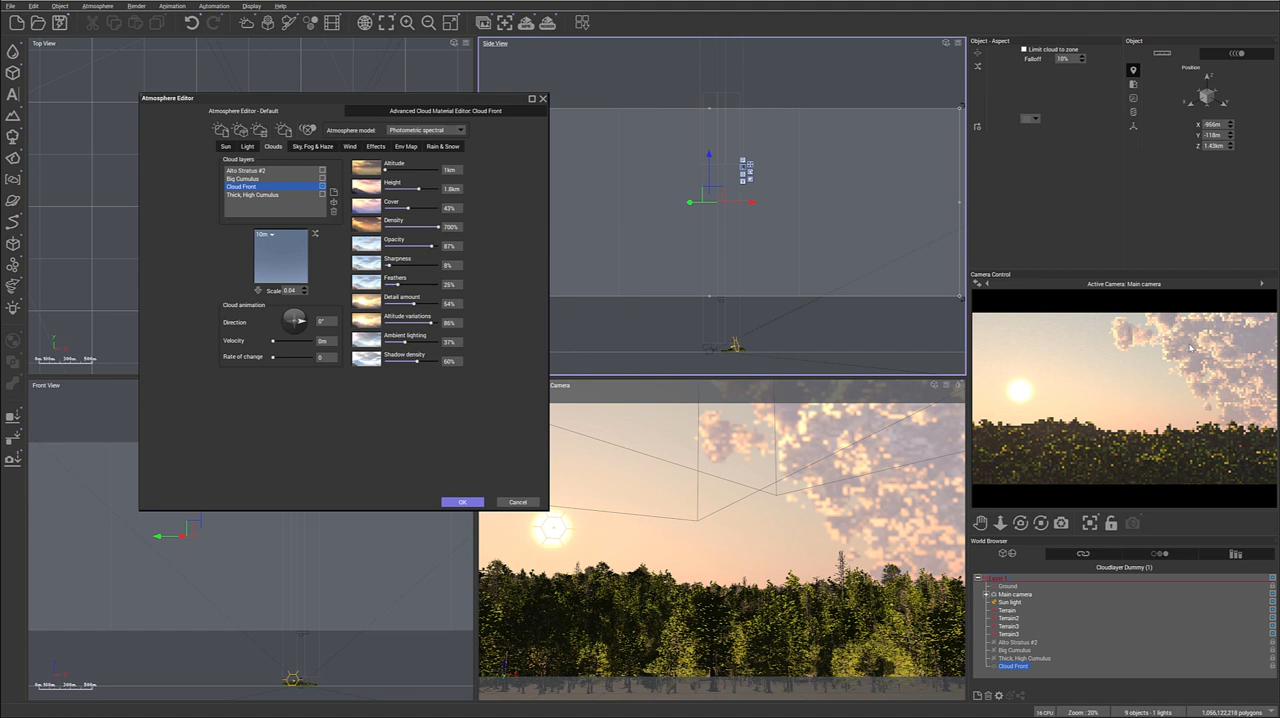 File Edit Object Atmosphere Render Animation Automation Display Help
Top View
Side View
Atmosphere Editor
Atmosphere Editor - Default
Advanced Cloud Material Editor: Cloud Front
Atmosphere model: Photometric spectral
Sun Light Clouds Sky, Fog & Haze Wind Effects Env Map Rain & Snow
Cloud layers
Alto Stratus #2
Big Cumulus
Cloud Front
Thick, High Cumulus
10m
Scale 0.04
Cloud animation
Direction 0°
Velocity 0m
Rate of change 0
Altitude 1km
Height 1.8km
Cover 43%
Density 700%
Opacity 87%
Sharpness 8%
Feathers 25%
Detail amount 54%
Altitude variations 86%
Ambient lighting 37%
Shadow density 60%
OK Cancel
Front View
Camera
Object - Aspect
Limit cloud to zone
Falloff 10%
Object
Position
X -956m
Y -118m
Z 1.43km
Camera Control
Active Camera: Main camera
World Browser
Cloudlayer Dummy (1)
Layer 1
Ground
Main camera
Sun light
Terrain
Terrain2
Terrain3
Terrain3
Alto Stratus #2
Big Cumulus
Thick, High Cumulus
Cloud Front
16 CPU Zoom : 20% 9 objects - 1 lights 1,056,122,218 polygons